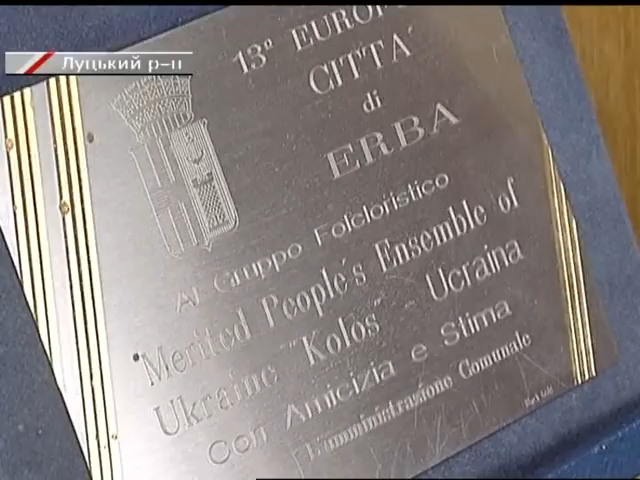 Луцький р-н
13° EUROF
CITTA'
di
ERBA
Al Gruppo Folcloristico
"Merited People's Ensemble of
Ukraine "Kolos" - Ucraina
Con Amicizia e Stima
L'amministrazione Comunale